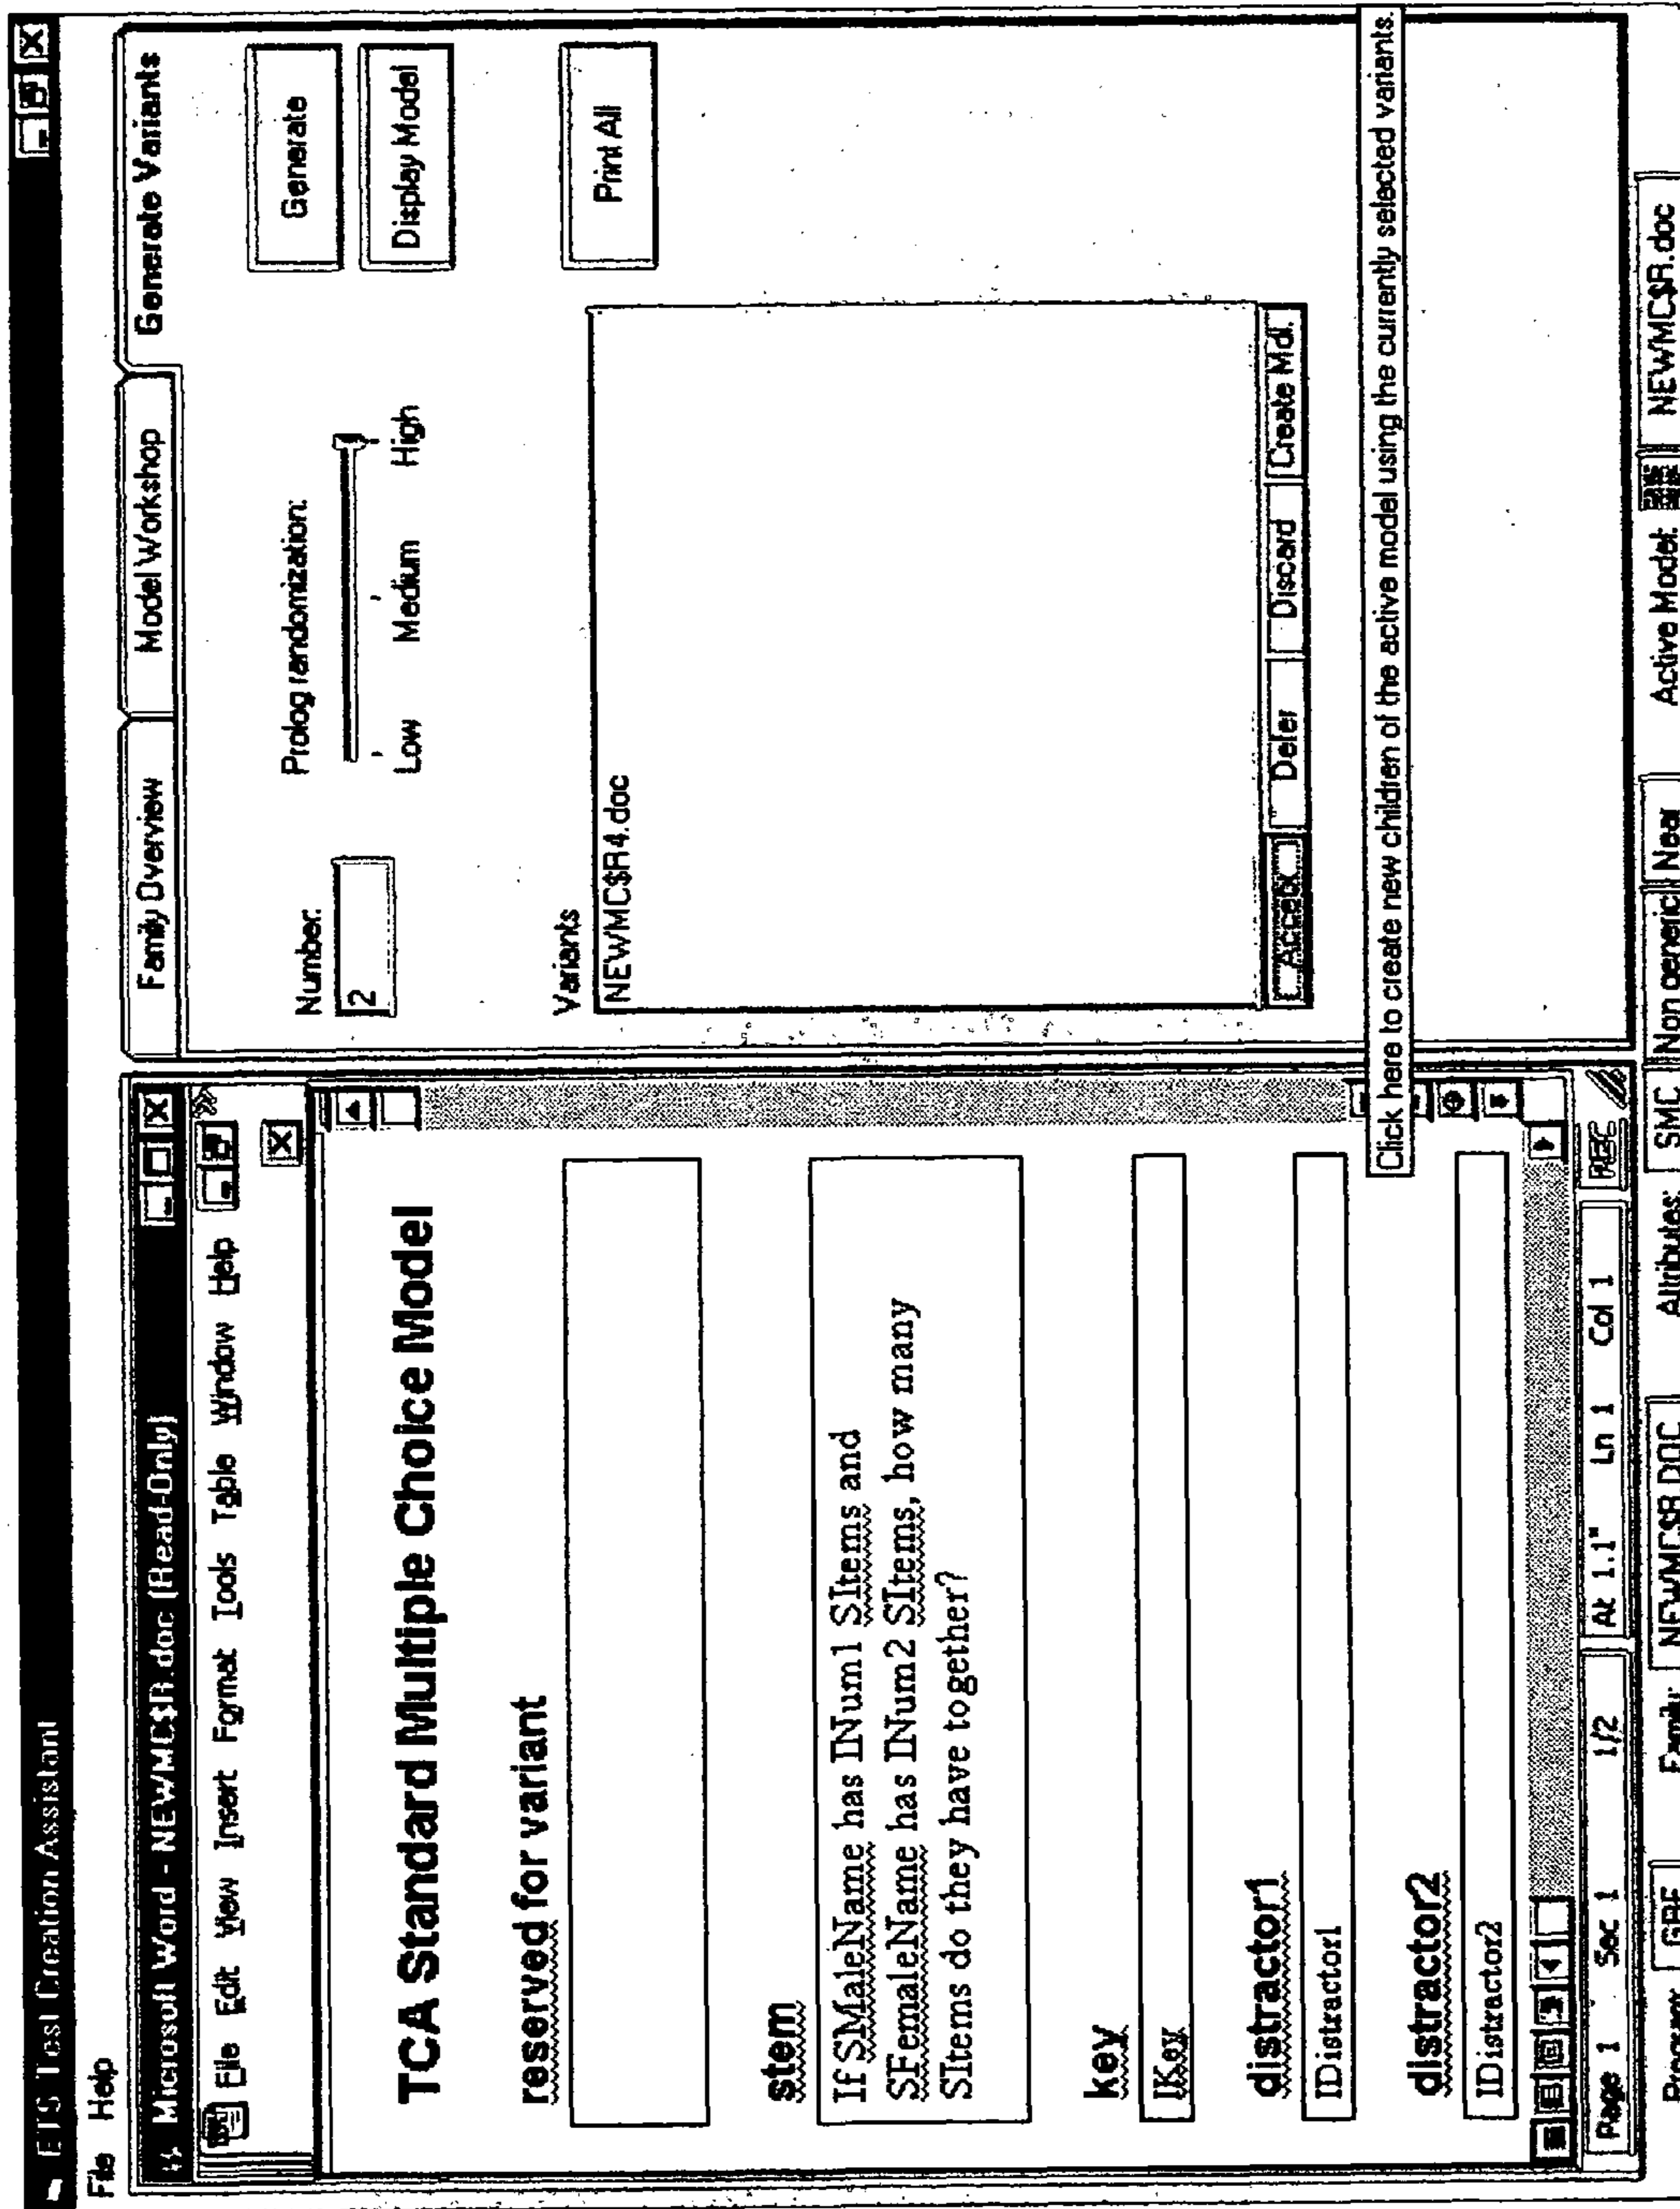 ETS Test Creation Assistant
File Help
Microsoft Word - NEWMC$R.doc (Read-Only)
File Edit View Insert Format Tools Table Window Help
TCA Standard Multiple Choice Model
reserved for variant
stem
If SMaleName has INum1 SItems and
SFemaleName has INum2 SItems, how many
SItems do they have together?
key
IKey
distractor1
IDistractor1
distractor2
IDistractor2
Page 1 Sec 1 1/2 At 1.1" Ln 1 Col 1 REC
Family Overview Model Workshop Generate Variants
Number:
2
Prolog randomization:
Low Medium High
Generate
Display Model
Print All
Variants
NEWMC$R4.doc
Accept Defer Discard Create Mdl.
Click here to create new children of the active model using the currently selected variants.
Program: GRE Family: NEWMC$R.DOC Attributes: SMC Non generic Near Active Model: NEWMC$R.doc